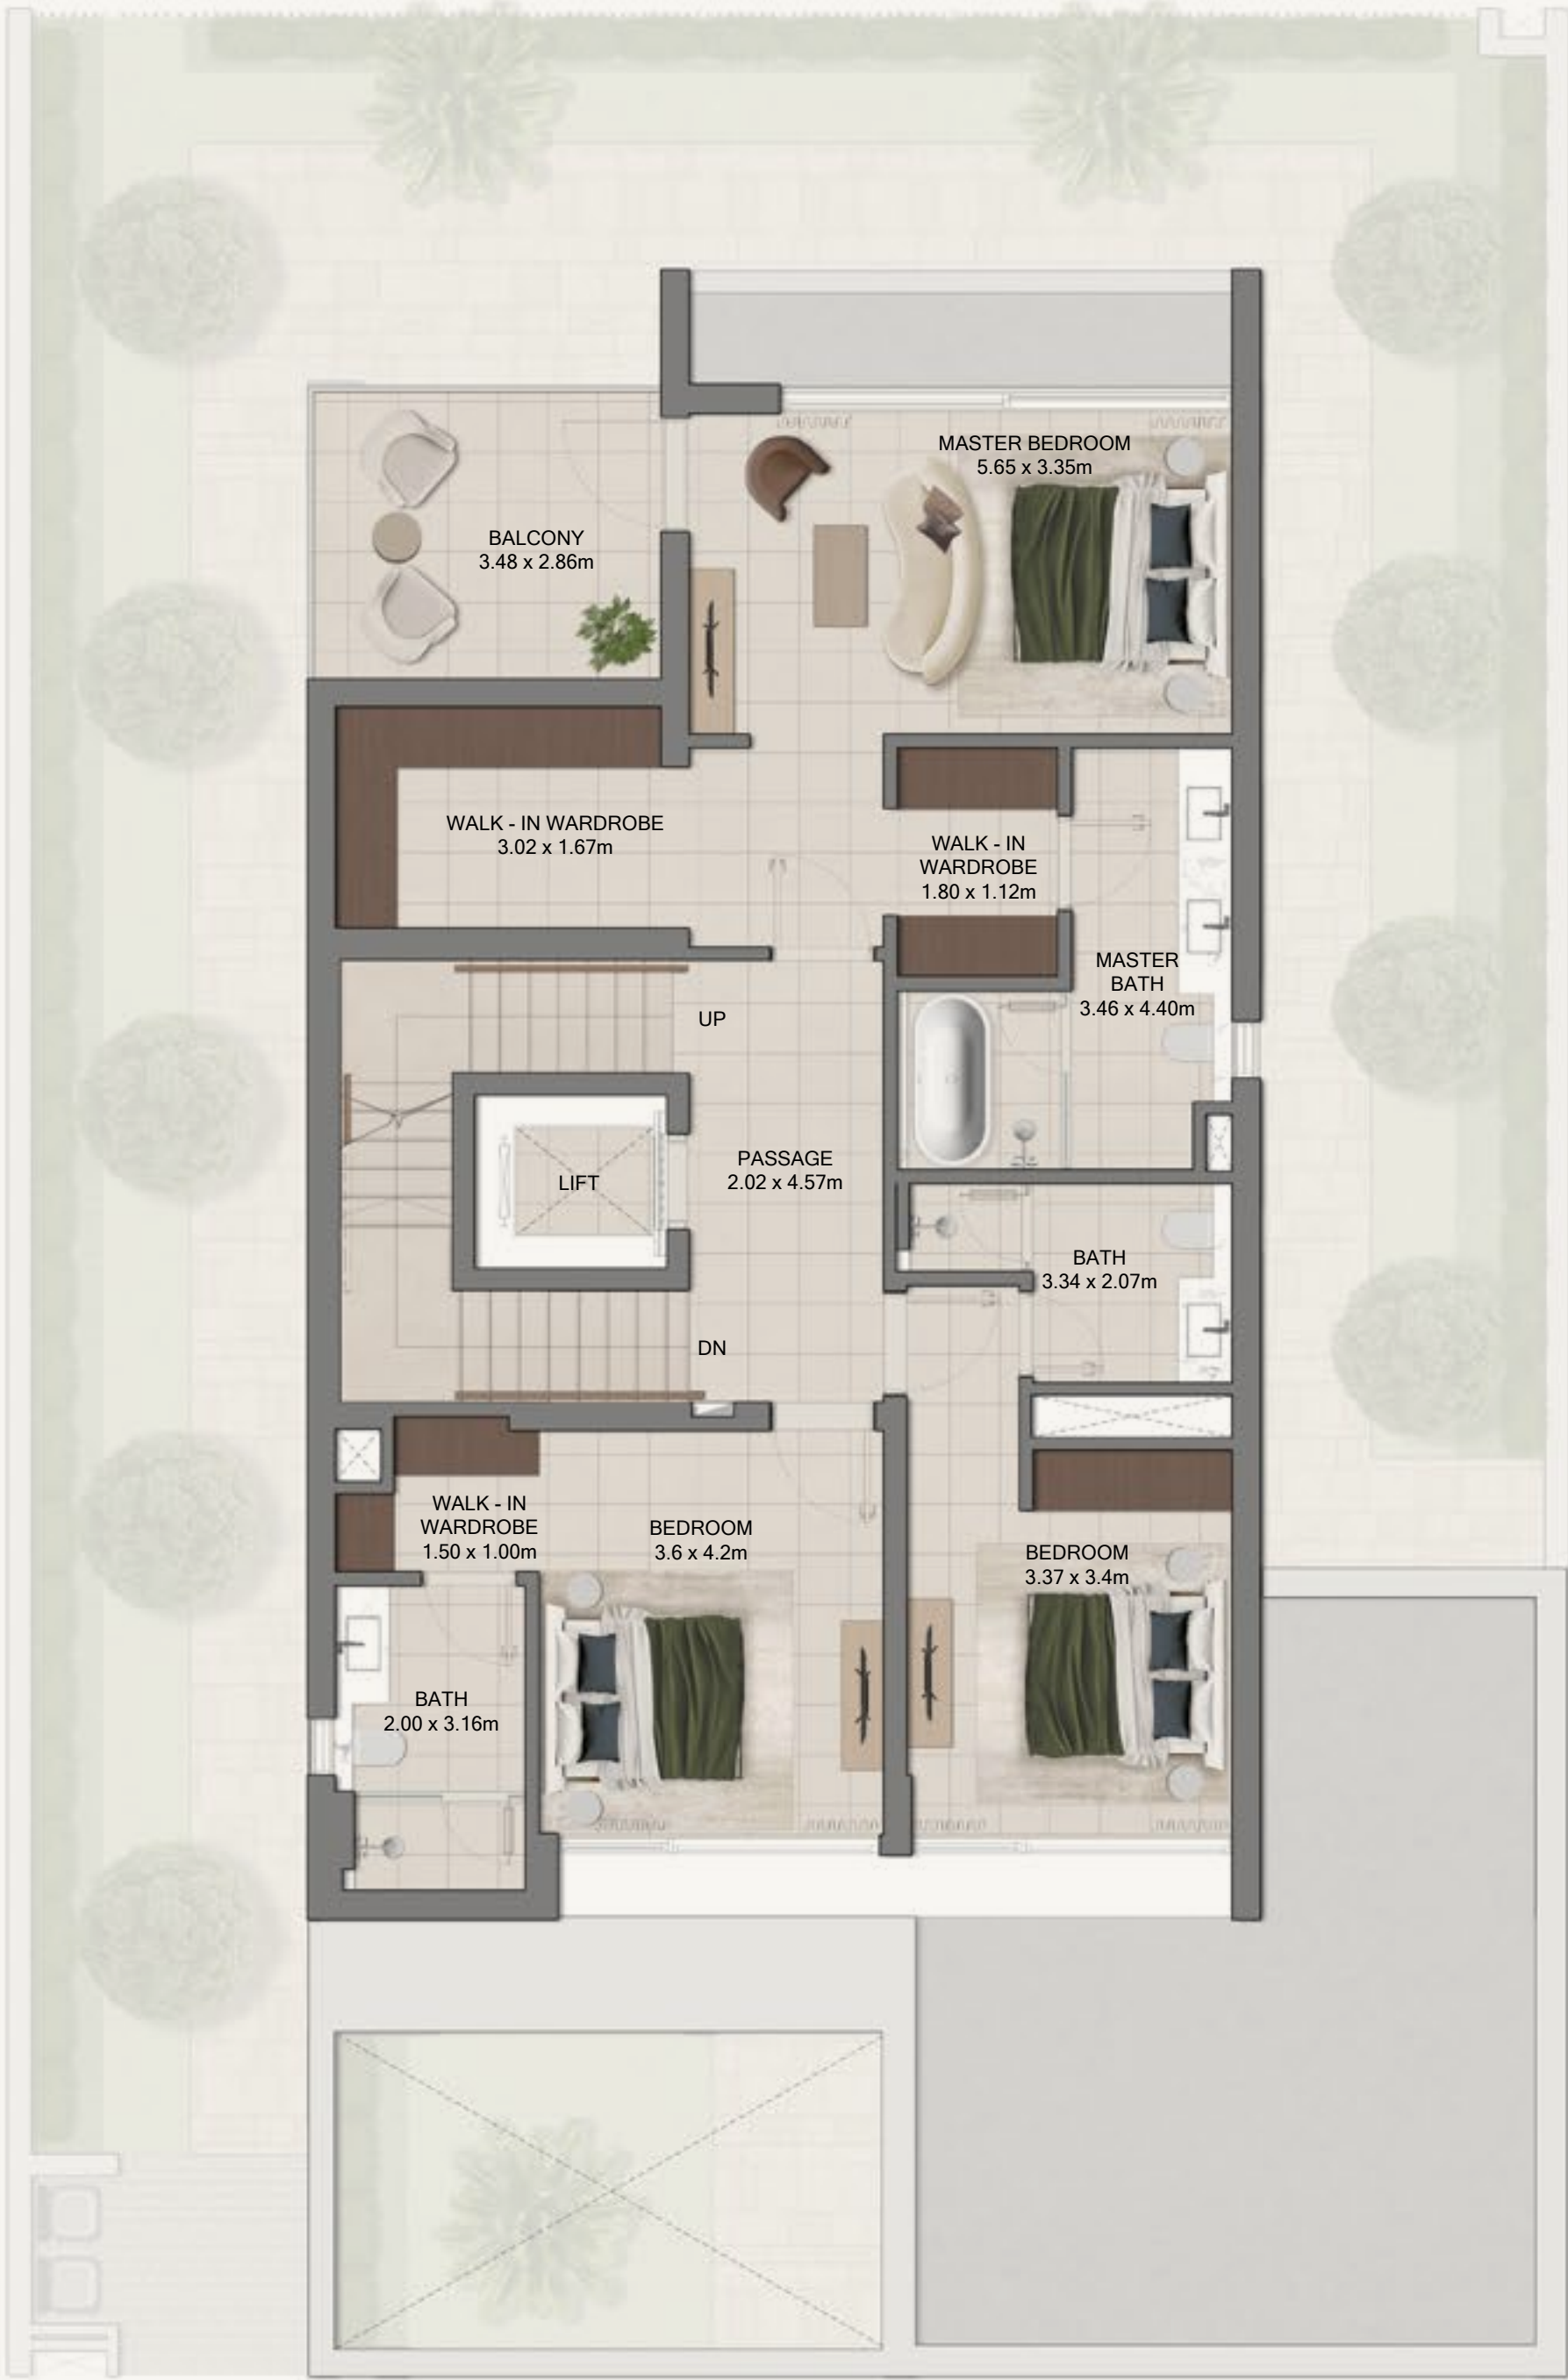 MASTER BEDROOM
5.65 x 3.35m
BALCONY
3.48 x 2.86m
WALK - IN WARDROBE
3.02 x 1.67m
WALK - IN
WARDROBE
1.80 x 1.12m
MASTER
BATH
3.46 x 4.40m
UP
PASSAGE
2.02 x 4.57m
LIFT
BATH
3.34 x 2.07m
DN
WALK - IN
WARDROBE
1.50 x 1.00m
BEDROOM
3.6 x 4.2m
BEDROOM
3.37 x 3.4m
BATH
2.00 x 3.16m